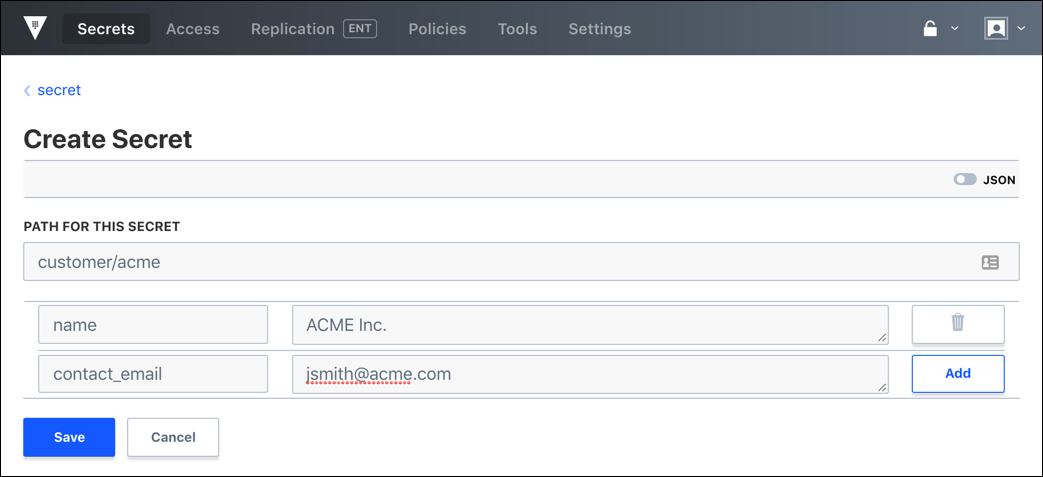 Secrets Access Replication ENT Policies Tools Settings
secret
Create Secret
JSON
PATH FOR THIS SECRET
customer/acme
name ACME Inc.
contact_email jsmith@acme.com Add
Save Cancel